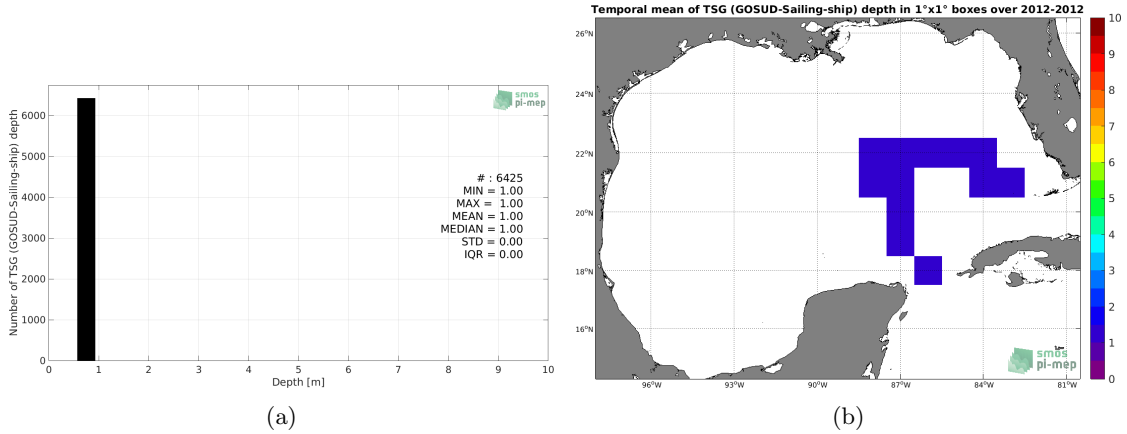 Number of TSG (GOSUD-Sailing-ship) depth
6000
5000
4000
3000
2000
1000
0
smos
pi-mep
# : 6425
MIN = 1.00
MAX = 1.00
MEAN = 1.00
MEDIAN = 1.00
STD = 0.00
IQR = 0.00
0 1 2 3 4 5 6 7 8 9 10
Depth [m]
(a)
Temporal mean of TSG (GOSUD-Sailing-ship) depth in 1°x1° boxes over 2012-2012
26°N
24°N
22°N
20°N
18°N
16°N
96°W 93°W 90°W 87°W 84°W 81°W
smos
pi-mep
10
9
8
7
6
5
4
3
2
1
0
(b)